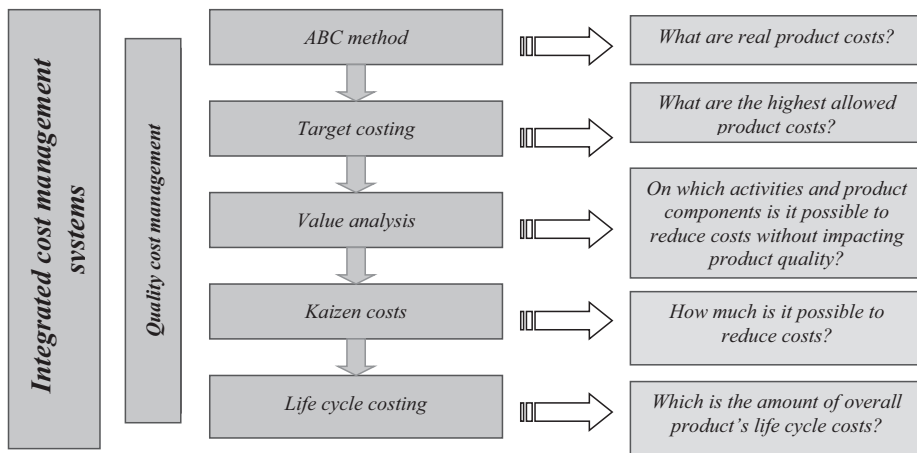 Integrated cost management
systems
Quality cost management
ABC method
What are real product costs?
Target costing
What are the highest allowed
product costs?
Value analysis
On which activities and product
components is it possible to
reduce costs without impacting
product quality?
Kaizen costs
How much is it possible to
reduce costs?
Life cycle costing
Which is the amount of overall
product's life cycle costs?